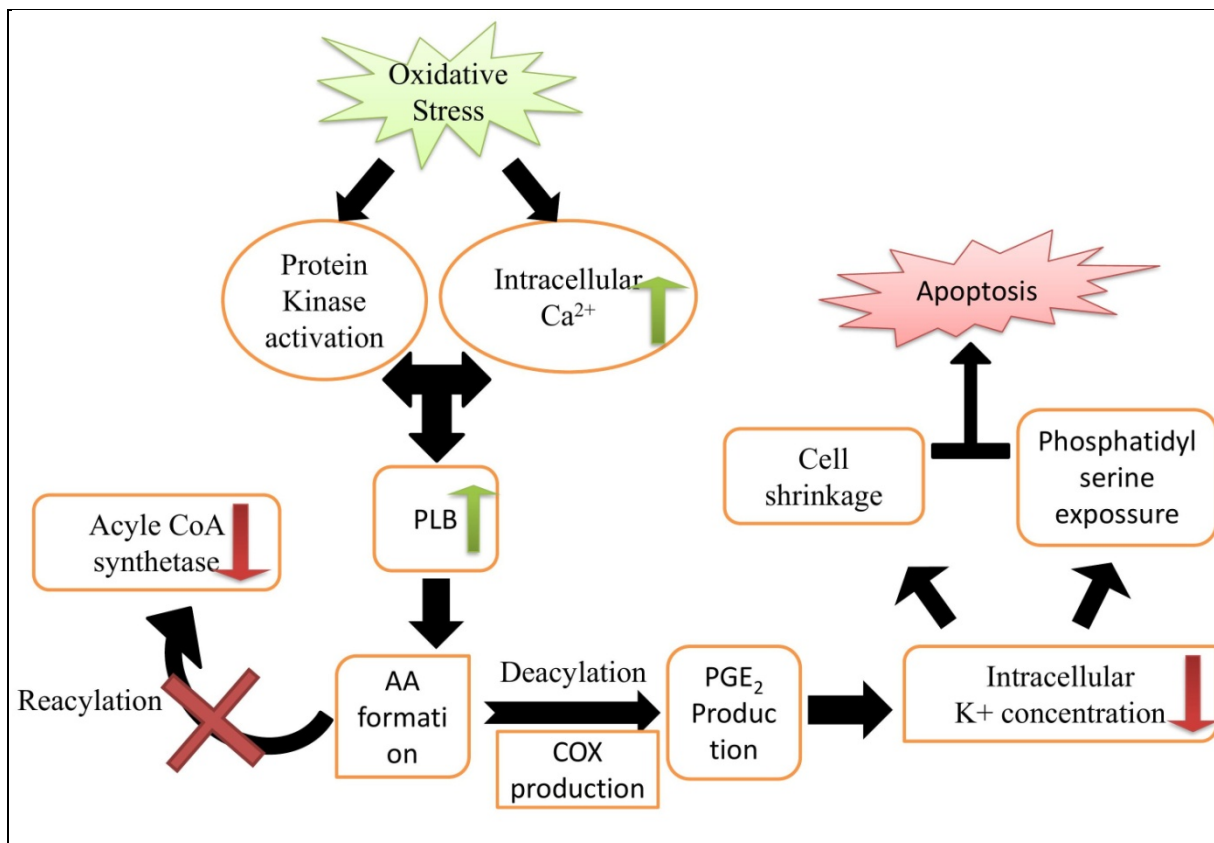 Oxidative
Stress
Protein
Kinase
activation
Intracellular
Ca²⁺
Apoptosis
Cell
shrinkage
Phosphatidyl
serine
expossure
PLB
Acyle CoA
synthetase
Reacylation
AA
formati
on
Deacylation
COX
production
PGE₂
Produc
tion
Intracellular
K+ concentration